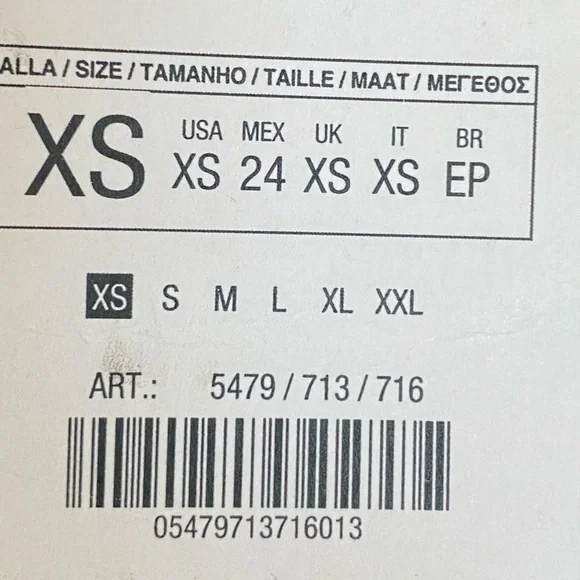 ALLA / SIZE / TAMANHO / TAILLE / MAAT / ΜΕΓΕΘΟΣ
USA MEX UK IT BR
XS XS 24 XS XS EP
XS S M L XL XXL
ART.: 5479 / 713 / 716
05479713716013